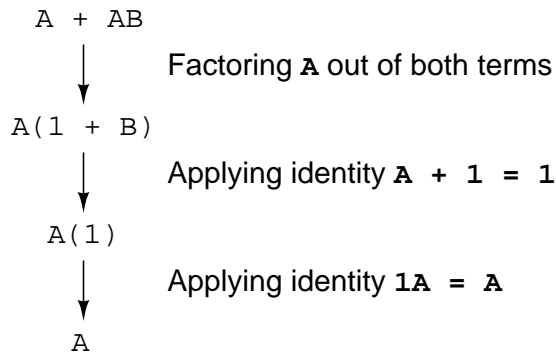 A + AB
Factoring A out of both terms
A(1 + B)
Applying identity A + 1 = 1
A(1)
Applying identity 1A = A
A